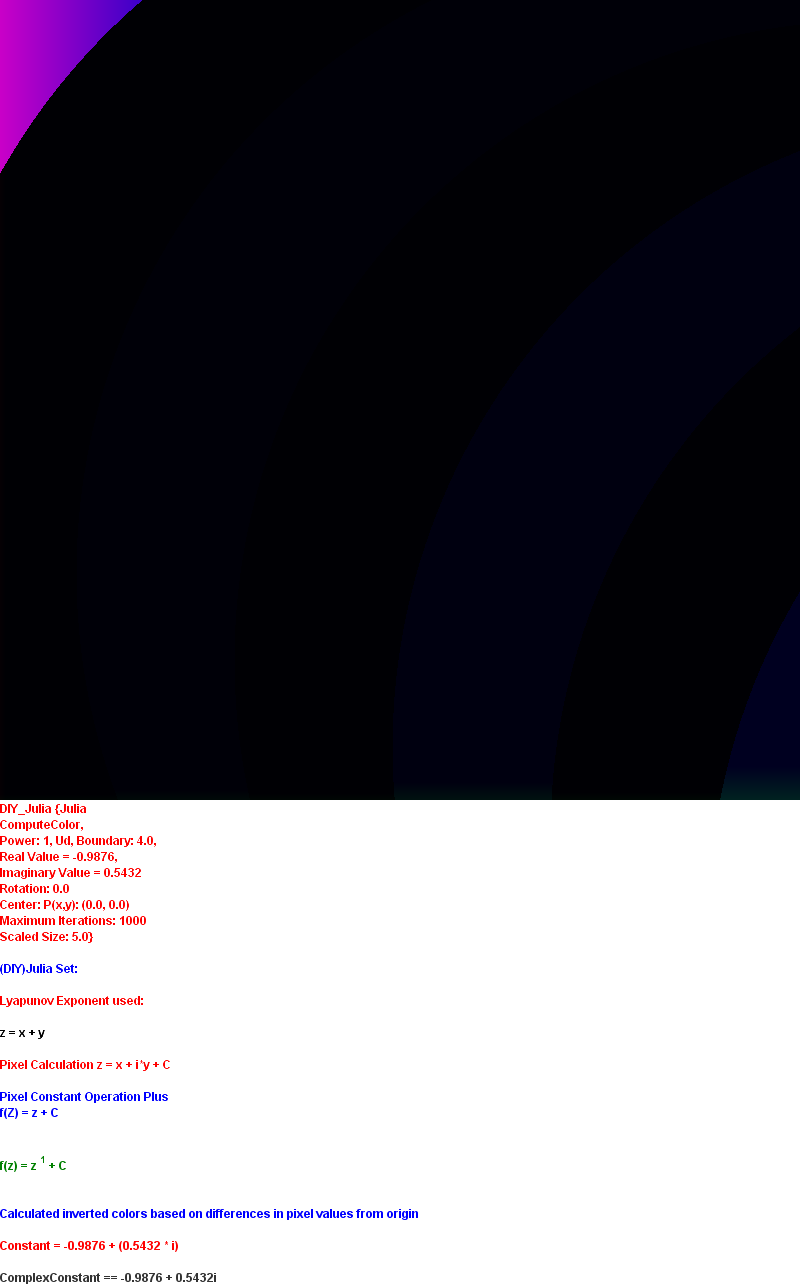 DIY_Julia {Julia
ComputeColor,
Power: 1, Ud, Boundary: 4.0,
Real Value = -0.9876,
Imaginary Value = 0.5432
Rotation: 0.0
Center: P(x,y): (0.0, 0.0)
Maximum Iterations: 1000
Scaled Size: 5.0}
(DIY)Julia Set:
Lyapunov Exponent used:
z = x + y
Pixel Calculation z = x + i*y + C
Pixel Constant Operation Plus
f(Z) = z + C
f(z) = z ^1 + C
Calculated inverted colors based on differences in pixel values from origin
Constant = -0.9876 + (0.5432 * i)
ComplexConstant == -0.9876 + 0.5432i